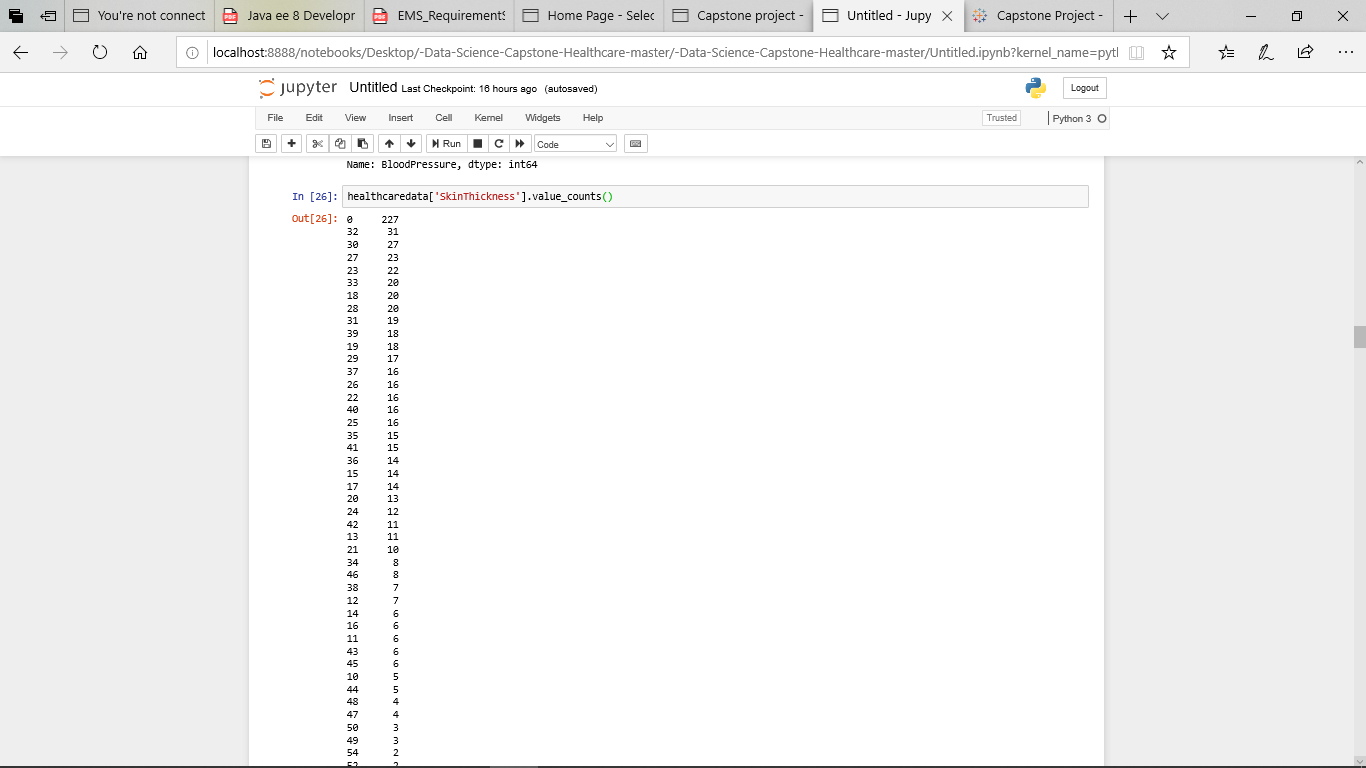 You're not connect
Java ee 8 Developr
EMS_Requirements
Home Page - Selec
Capstone project -
Untitled - Jupy
Capstone Project -
localhost:8888/notebooks/Desktop/-Data-Science-Capstone-Healthcare-master/-Data-Science-Capstone-Healthcare-master/Untitled.ipynb?kernel_name=pytl
jupyter Untitled Last Checkpoint: 16 hours ago (autosaved)
Logout
File Edit View Insert Cell Kernel Widgets Help
Trusted
Python 3
Run
Code
Name: BloodPressure, dtype: int64
In [26]: healthcaredata['SkinThickness'].value_counts()
Out[26]: 0 227
32 31
30 27
27 23
23 22
33 20
18 20
28 20
31 19
39 18
19 18
29 17
37 16
26 16
22 16
40 16
25 16
35 15
41 15
36 14
15 14
17 14
20 13
24 12
42 11
13 11
21 10
34 8
46 8
38 7
12 7
14 6
16 6
11 6
43 6
45 6
10 5
44 5
48 4
47 4
50 3
49 3
54 2
52 2